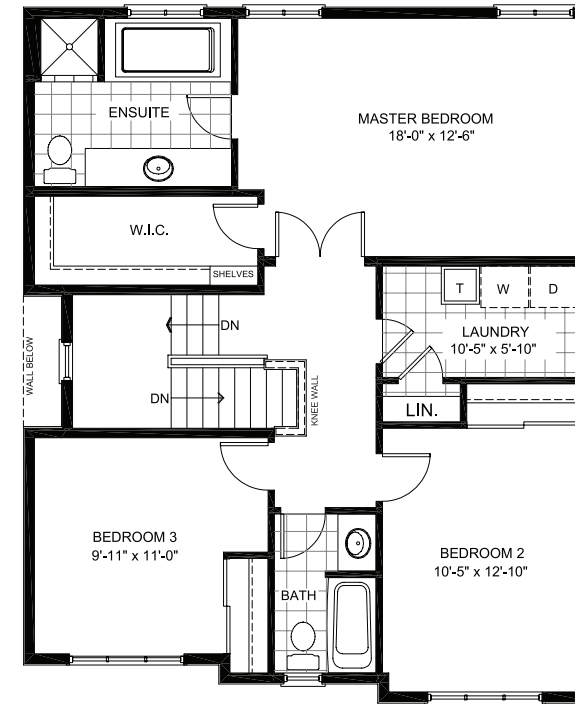 ENSUITE
MASTER BEDROOM
18'-0" x 12'-6"
W.I.C.
SHELVES
DN
T W D
LAUNDRY
10'-5" x 5'-10"
WALL BELOW
DN
KNEE WALL
LIN.
BEDROOM 3
9'-11" x 11'-0"
BEDROOM 2
10'-5" x 12'-10"
BATH